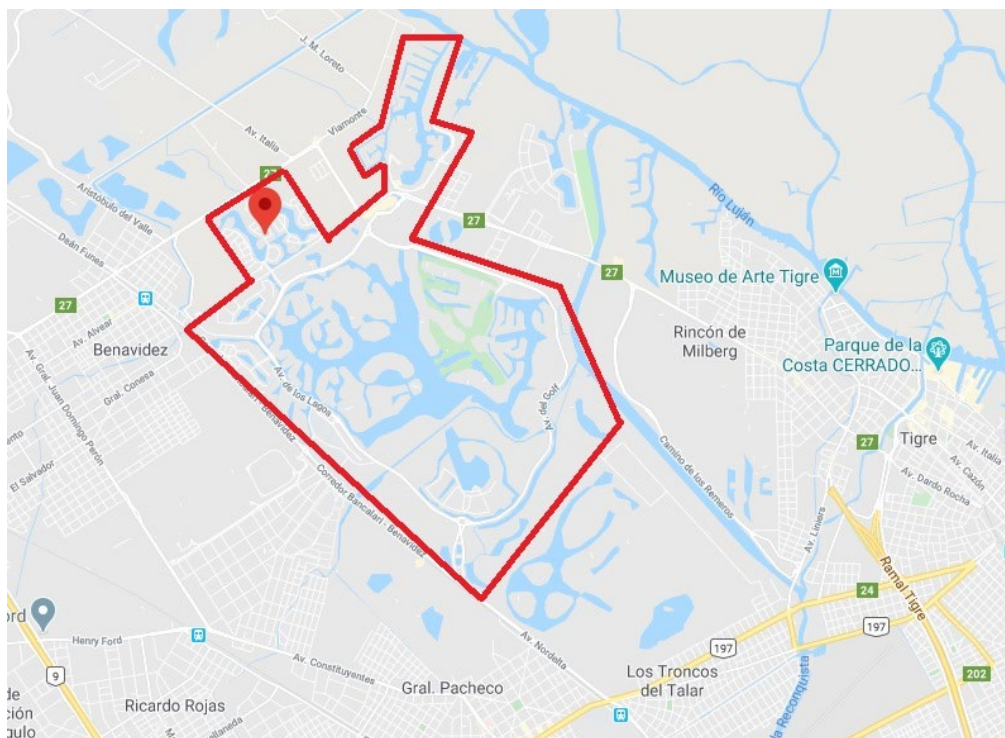 J. M. Loreto
Viamonte
Av. Italia
27
Aristóbulo del Valle
Río Luján
Deán Funes
27
27
Museo de Arte Tigre
27
Av. Alvear
Benavidez
Rincón de
Milberg
Parque de la
Costa CERRADO...
Av. Gral. Juan Domingo Perón
Gral. Conesa
Av. de los Lagos
Benavidez
Av. del Golf
Tigre
27
Av. Italia
Av. Cazón
El Salvador
Corredor Bancalari - Benavidez
Camino de los Remeros
Av. Dardo Rocha
Av. Liniers
Ramal Tigre
24
197
197
Henry Ford
Av. Constituyentes
Av. Nordelta
9
Los Troncos
del Talar
202
Gral. Pacheco
Ricardo Rojas